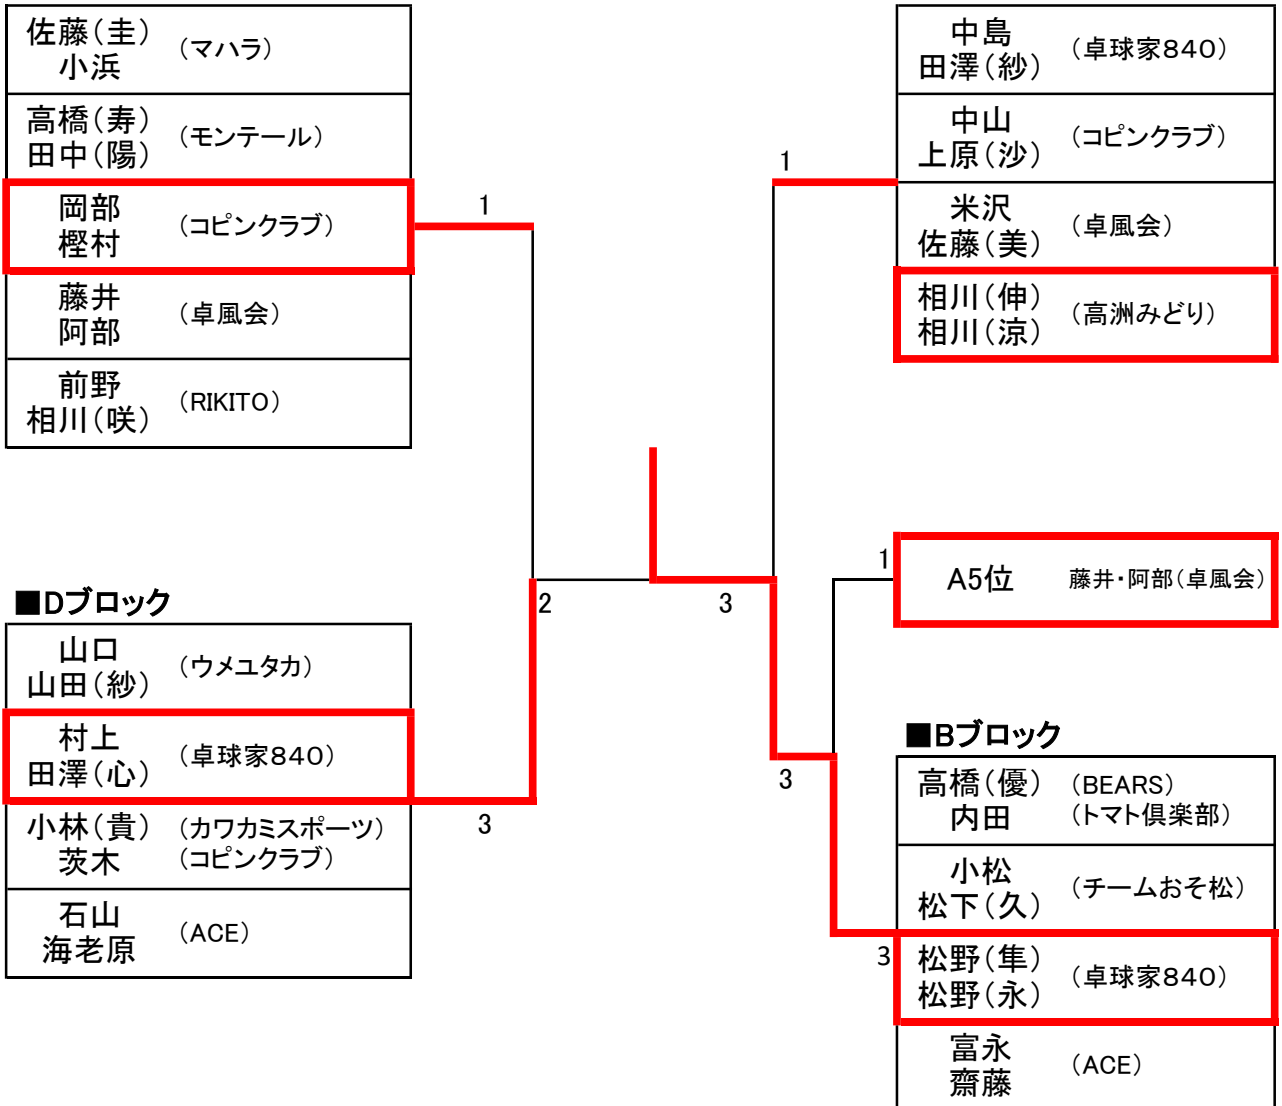 佐藤（圭）
小浜
（マハラ）
高橋（寿）
田中（陽）
（モンテール）
岡部
樫村
（コピンクラブ）
藤井
阿部
（卓風会）
前野
相川（咲）
（RIKITO）
1
■Dブロック
山口
山田（紗）
（ウメユタカ）
村上
田澤（心）
（卓球家840）
小林（貴）
茨木
（カワカミスポーツ）
（コピンクラブ）
石山
海老原
（ACE）
3
2
3
中島
田澤（紗）
（卓球家840）
中山
上原（沙）
（コピンクラブ）
米沢
佐藤（美）
（卓風会）
相川（伸）
相川（涼）
（高洲みどり）
1
1
A5位 藤井・阿部（卓風会）
3
■Bブロック
高橋（優）
内田
（BEARS）
（トマト倶楽部）
小松
松下（久）
（チームおそ松）
3
松野（隼）
松野（永）
（卓球家840）
富永
齋藤
（ACE）